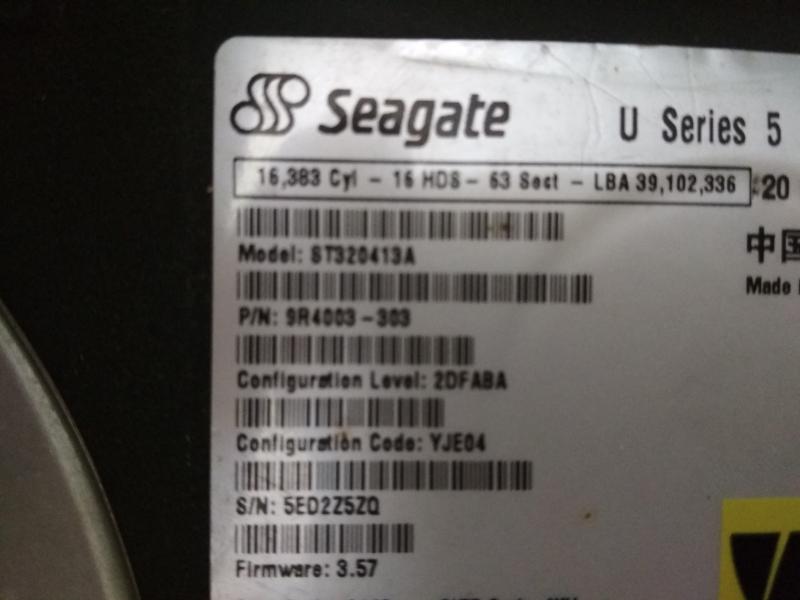 Seagate U Series 5
16,383 Cyl - 16 HDS - 63 Sect - LBA 39,102,336 20
中国
Model: ST320413A
Made
P/N: 9R4003-303
Configuration Level: 2DFABA
Configuration Code: YJE04
S/N: 5ED2Z5ZQ
Firmware: 3.57